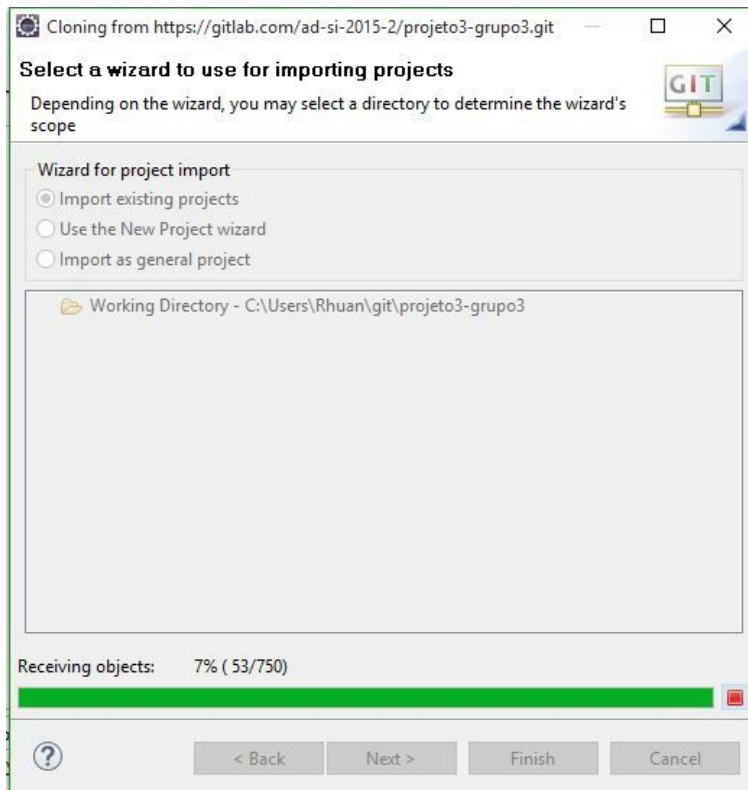 Cloning from https://gitlab.com/ad-si-2015-2/projeto3-grupo3.git
Select a wizard to use for importing projects
GIT
Depending on the wizard, you may select a directory to determine the wizard's
scope
Wizard for project import
Import existing projects
Use the New Project wizard
Import as general project
Working Directory - C:\Users\Rhuan\git\projeto3-grupo3
Receiving objects: 7% ( 53/750)
? < Back Next > Finish Cancel